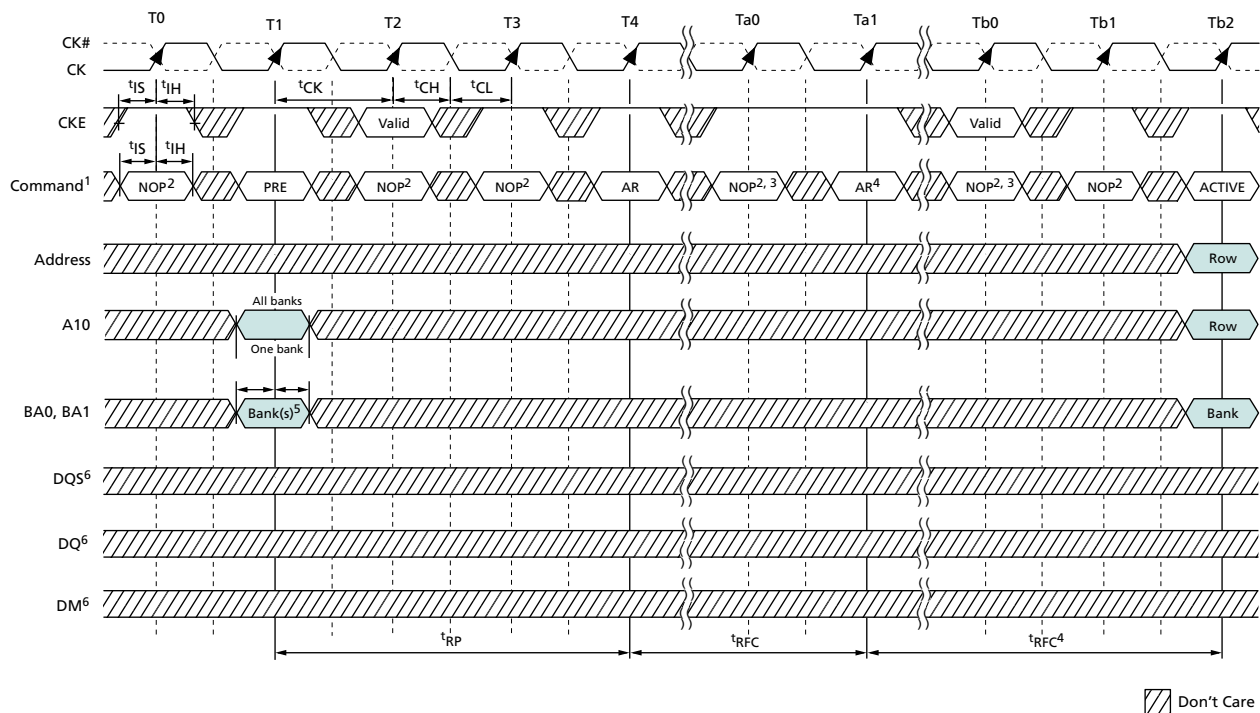 T0 T1 T2 T3 T4 Ta0 Ta1 Tb0 Tb1 Tb2
CK#
CK
tIS tIH tCK tCH tCL
CKE Valid Valid
tIS tIH
Command1 NOP2 PRE NOP2 NOP2 AR NOP2, 3 AR4 NOP2, 3 NOP2 ACTIVE
Address Row
All banks
A10 Row
One bank
BA0, BA1 Bank(s)5 Bank
DQS6
DQ6
DM6
tRP tRFC tRFC4
Don't Care